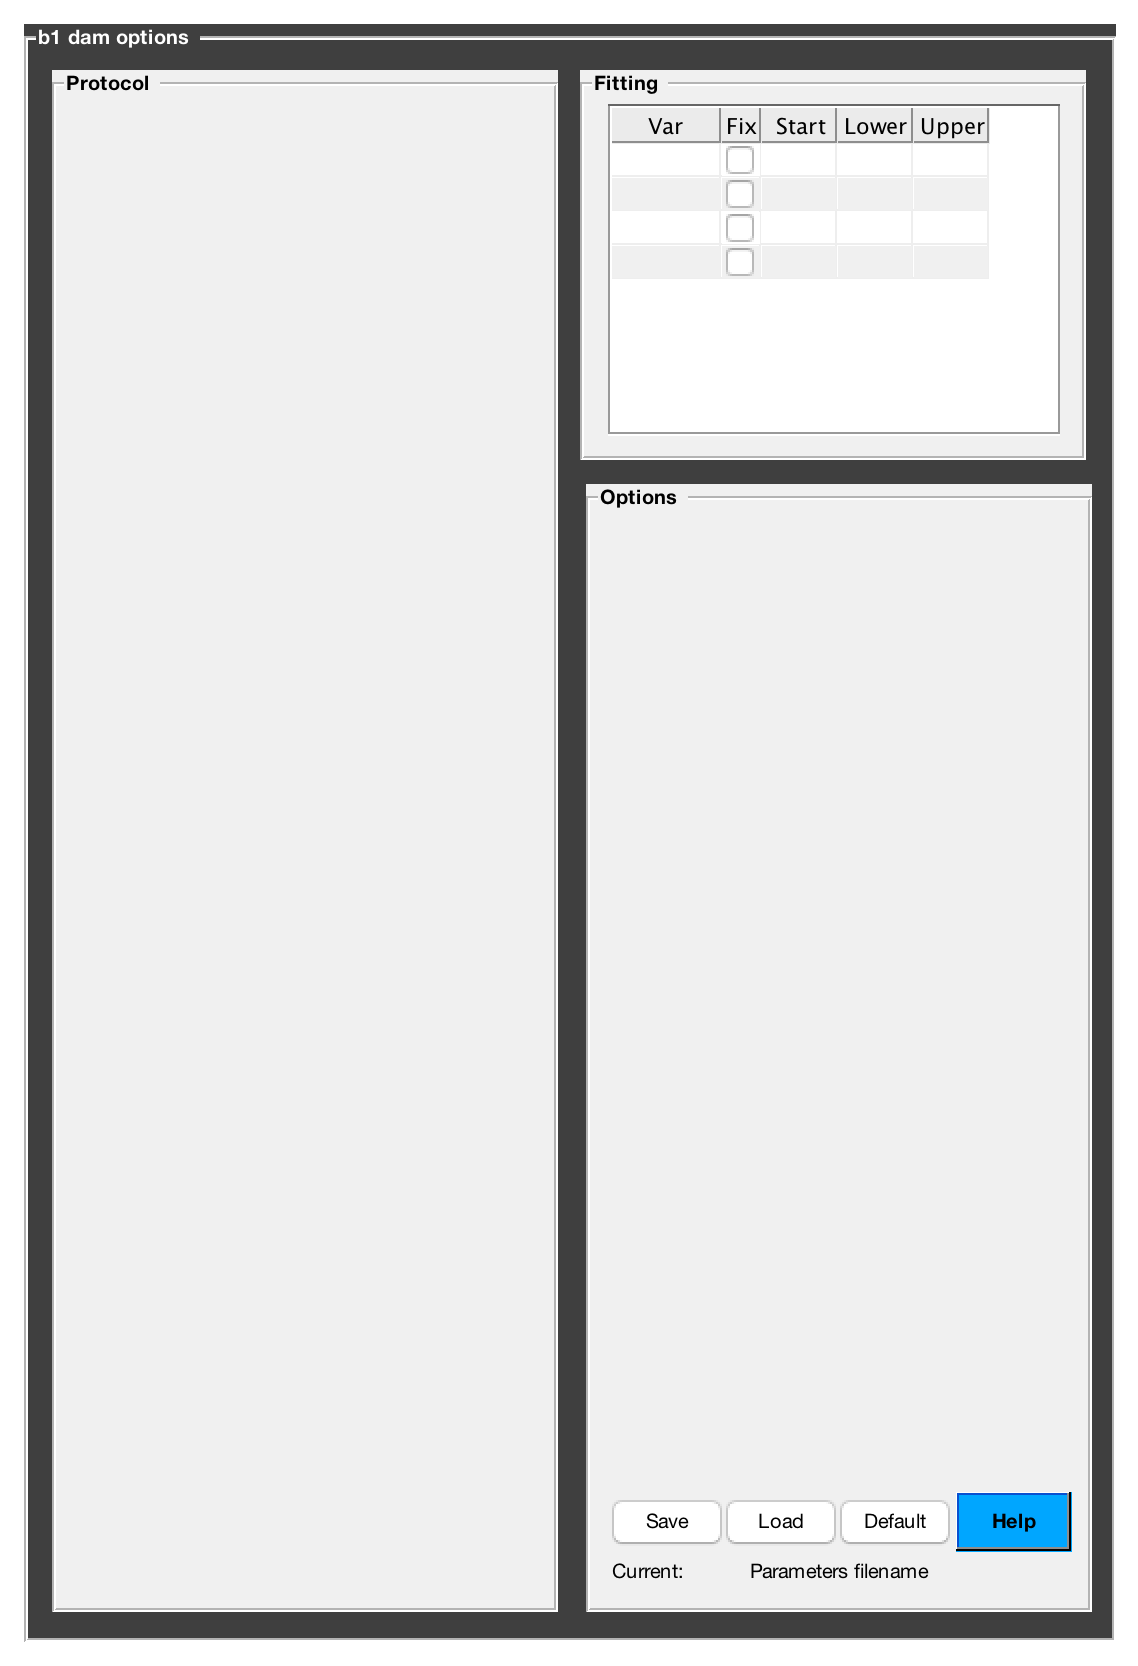 b1 dam options
Protocol
Fitting
Var Fix Start Lower Upper
Options
Save Load Default Help
Current: Parameters filename